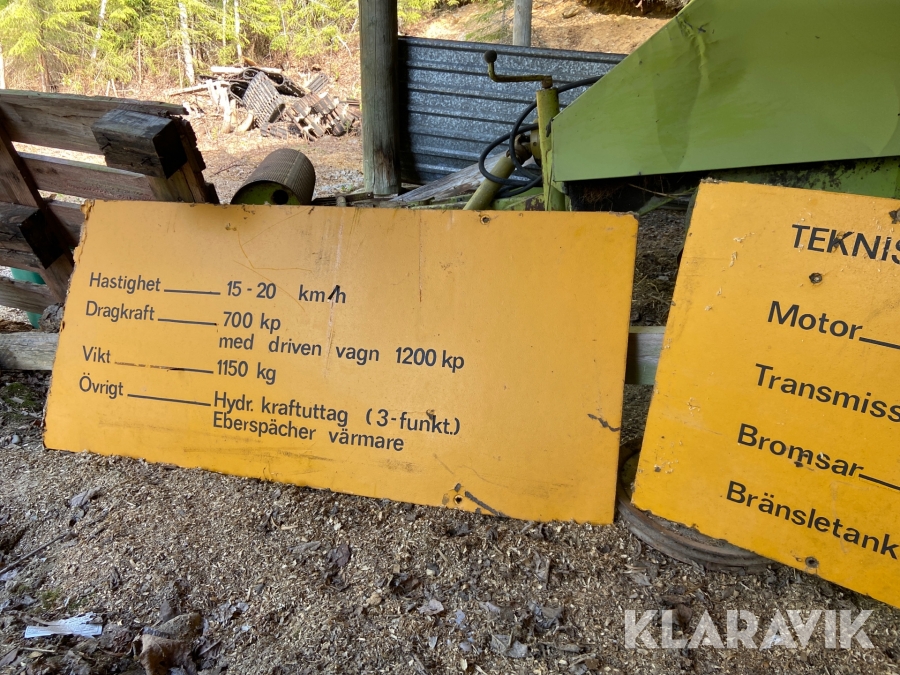 Hastighet 15 - 20 km/h
Dragkraft 700 kp
med driven vagn 1200 kp
Vikt 1150 kg
Övrigt Hydr. kraftuttag (3-funkt.)
Eberspächer värmare
TEKNIS
Motor
Transmiss
Bromsar
Bränsletank
KLARAVIK